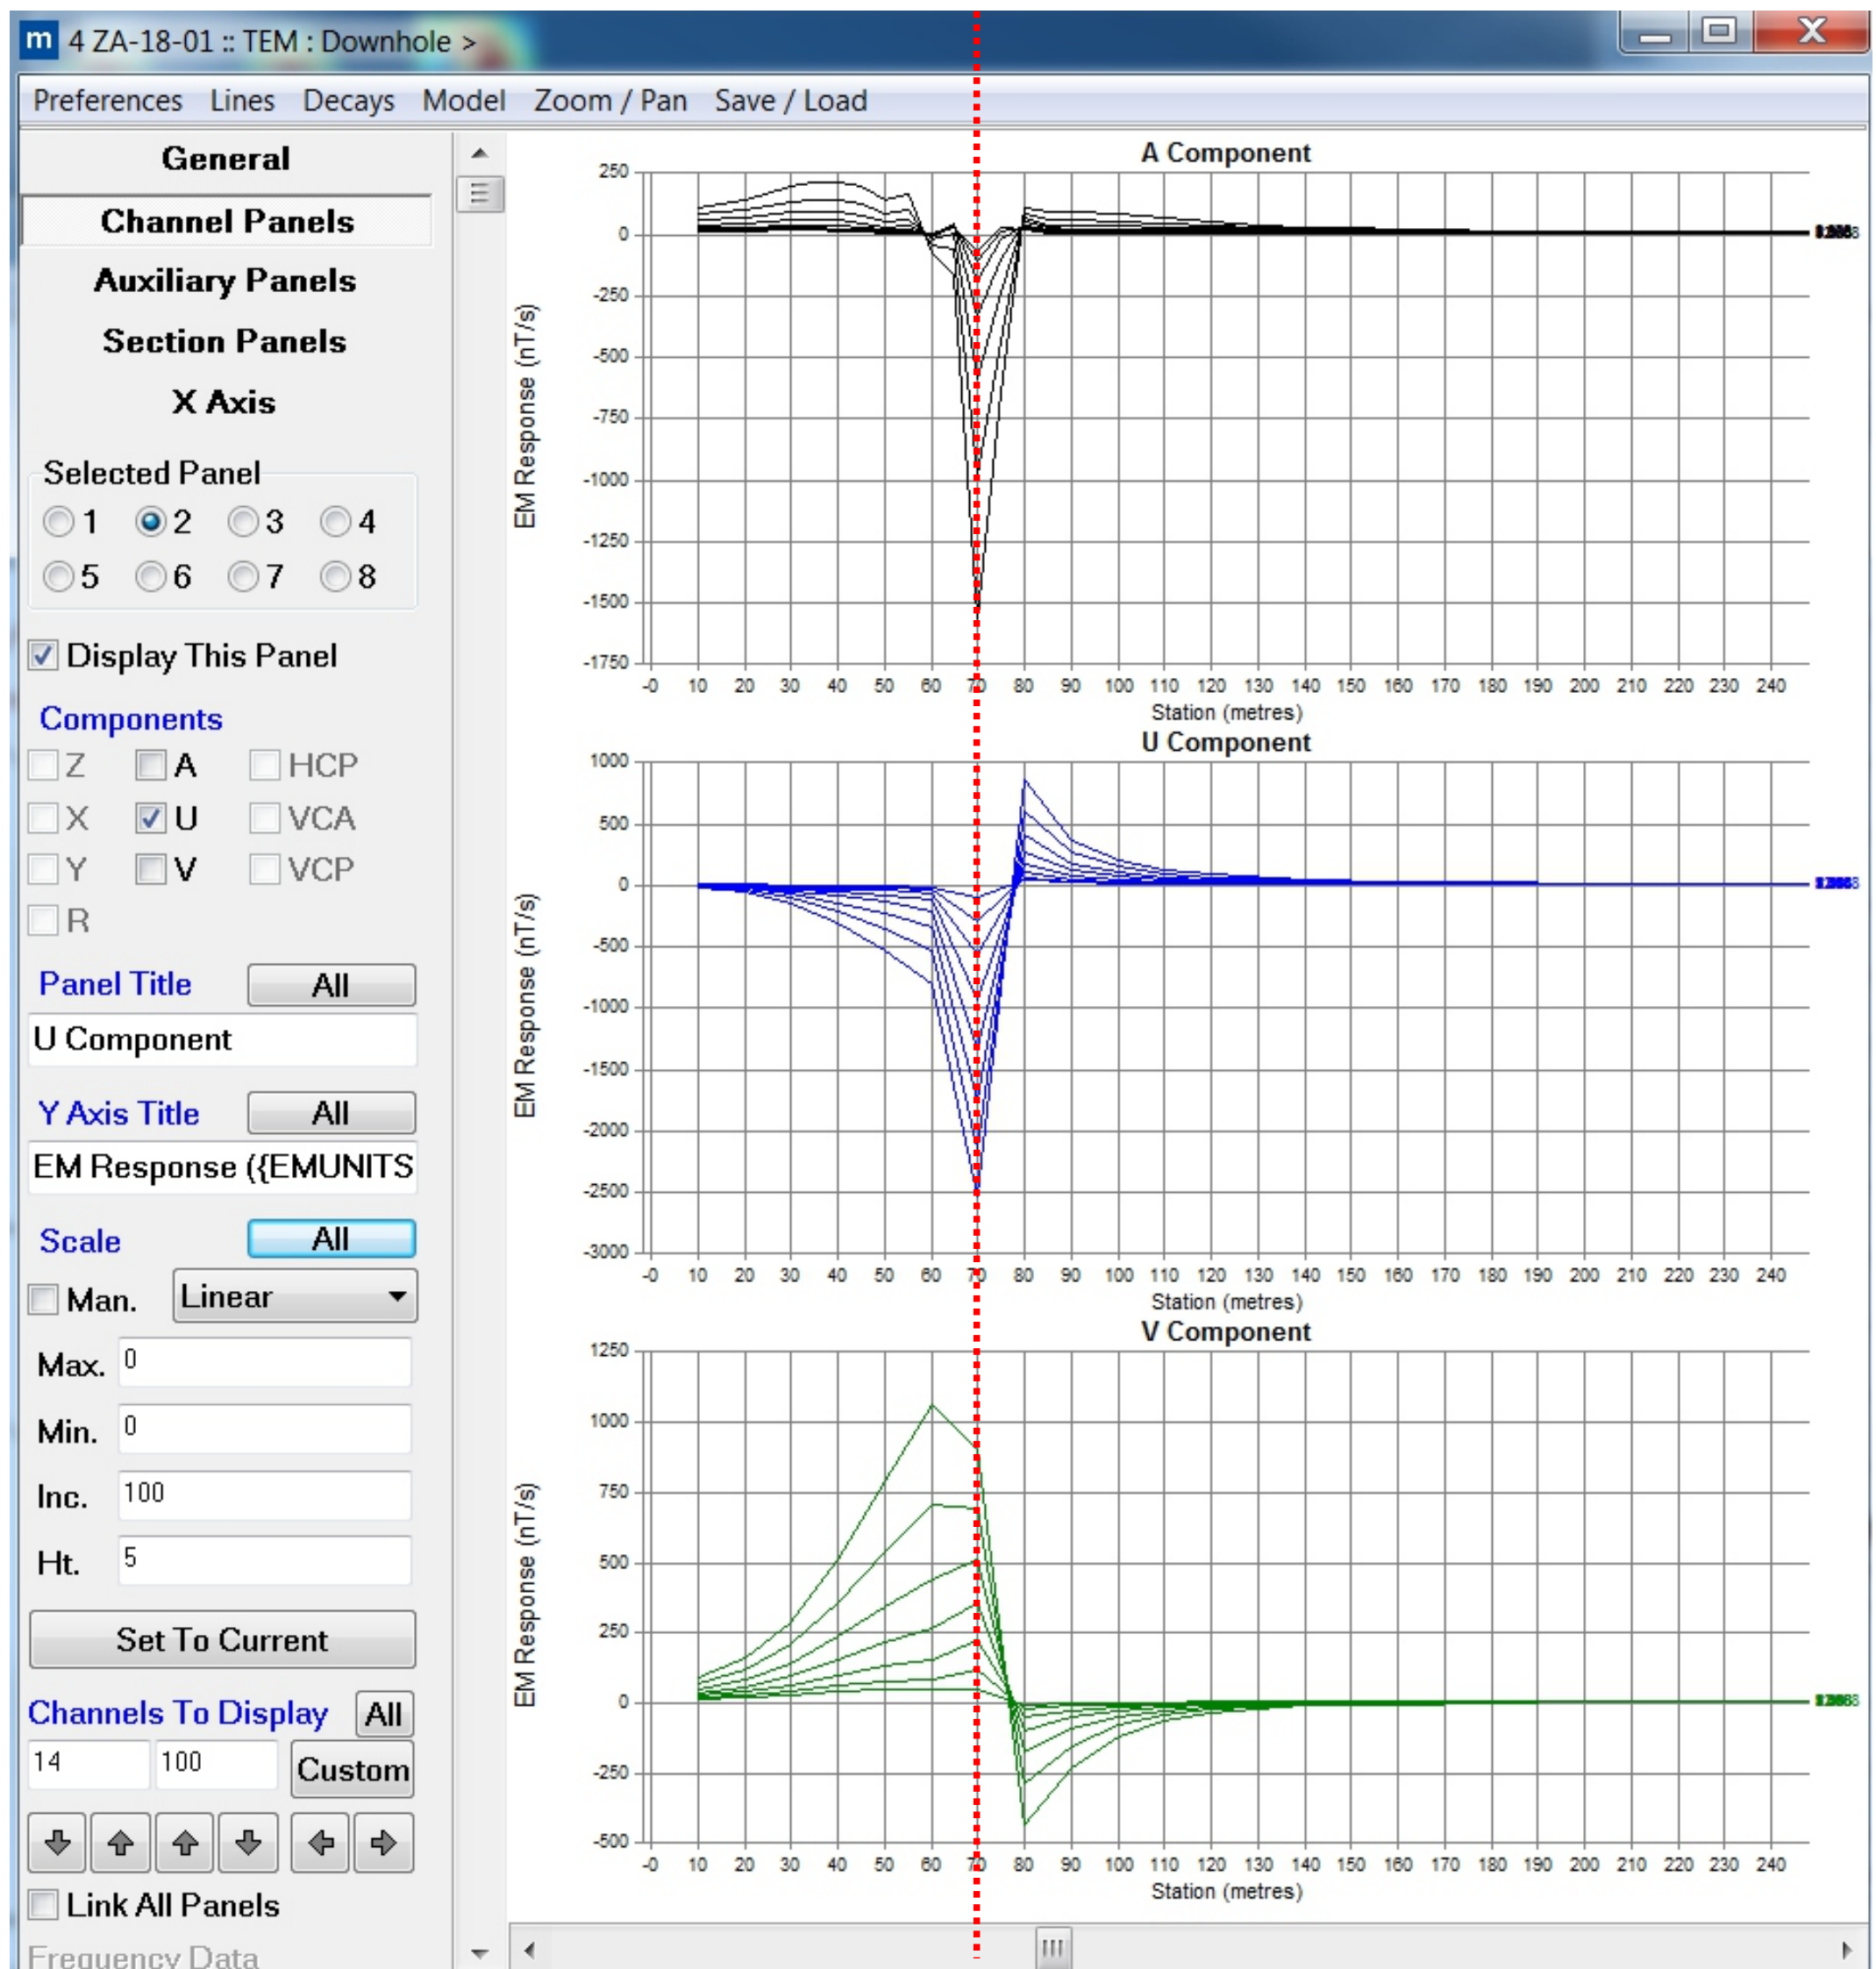 m 4 ZA-18-01 :: TEM : Downhole >
Preferences Lines Decays Model Zoom / Pan Save / Load
General
Channel Panels
Auxiliary Panels
Section Panels
X Axis
Selected Panel
1 2 3 4
5 6 7 8
Display This Panel
Components
Z A HCP
X U VCA
Y V VCP
R
Panel Title All
U Component
Y Axis Title All
EM Response ({EMUNITS
Scale All
Man. Linear
Max. 0
Min. 0
Inc. 100
Ht. 5
Set To Current
Channels To Display All
14 100 Custom
Link All Panels
Frequency Data
A Component
EM Response (nT/s)
250
0
-250
-500
-750
-1000
-1250
-1500
-1750
-0 10 20 30 40 50 60 70 80 90 100 110 120 130 140 150 160 170 180 190 200 210 220 230 240
Station (metres)
U Component
EM Response (nT/s)
1000
500
0
-500
-1000
-1500
-2000
-2500
-3000
-0 10 20 30 40 50 60 70 80 90 100 110 120 130 140 150 160 170 180 190 200 210 220 230 240
Station (metres)
V Component
EM Response (nT/s)
1250
1000
750
500
250
0
-250
-500
-0 10 20 30 40 50 60 70 80 90 100 110 120 130 140 150 160 170 180 190 200 210 220 230 240
Station (metres)